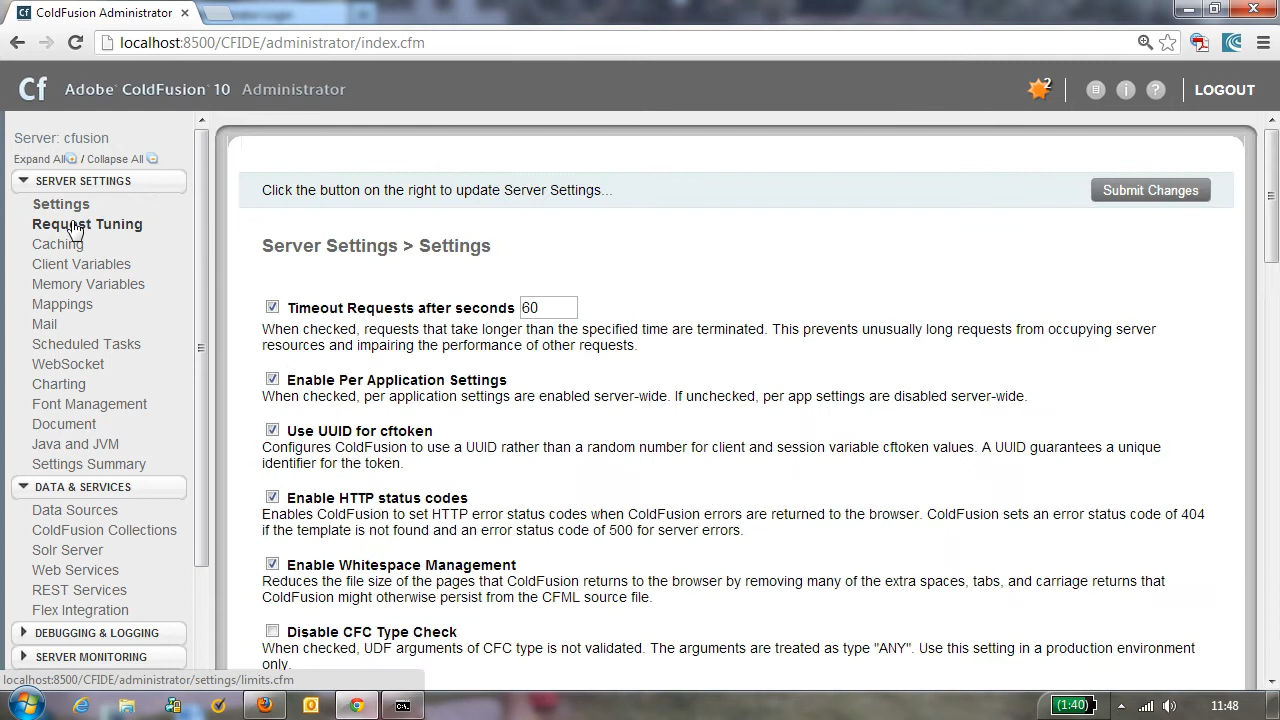 ColdFusion Administrator
localhost:8500/CFIDE/administrator/index.cfm
Cf Adobe® ColdFusion® 10 Administrator
2
LOGOUT
Server: cfusion
Expand All / Collapse All
SERVER SETTINGS
Settings
Request Tuning
Caching
Client Variables
Memory Variables
Mappings
Mail
Scheduled Tasks
WebSocket
Charting
Font Management
Document
Java and JVM
Settings Summary
DATA & SERVICES
Data Sources
ColdFusion Collections
Solr Server
Web Services
REST Services
Flex Integration
DEBUGGING & LOGGING
SERVER MONITORING
Click the button on the right to update Server Settings...
Submit Changes
Server Settings > Settings
Timeout Requests after seconds 60
When checked, requests that take longer than the specified time are terminated. This prevents unusually long requests from occupying server
resources and impairing the performance of other requests.
Enable Per Application Settings
When checked, per application settings are enabled server-wide. If unchecked, per app settings are disabled server-wide.
Use UUID for cftoken
Configures ColdFusion to use a UUID rather than a random number for client and session variable cftoken values. A UUID guarantees a unique
identifier for the token.
Enable HTTP status codes
Enables ColdFusion to set HTTP error status codes when ColdFusion errors are returned to the browser. ColdFusion sets an error status code of 404
if the template is not found and an error status code of 500 for server errors.
Enable Whitespace Management
Reduces the file size of the pages that ColdFusion returns to the browser by removing many of the extra spaces, tabs, and carriage returns that
ColdFusion might otherwise persist from the CFML source file.
Disable CFC Type Check
When checked, UDF arguments of CFC type is not validated. The arguments are treated as type "ANY". Use this setting in a production environment
only.
localhost:8500/CFIDE/administrator/settings/limits.cfm
(1:40)
11:48